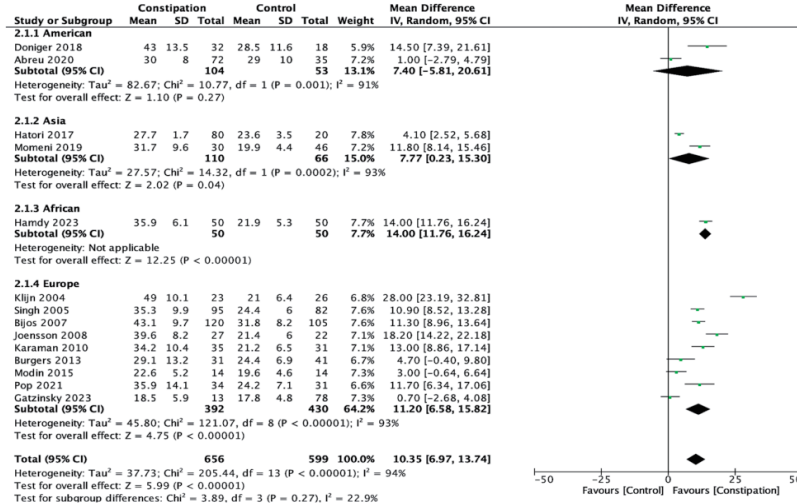 Constipation Control Mean Difference Mean Difference
Study or Subgroup Mean SD Total Mean SD Total Weight IV, Random, 95% CI IV, Random, 95% CI
2.1.1 American
Doniger 2018 43 13.5 32 28.5 11.6 18 5.9% 14.50 [7.39, 21.61]
Abreu 2020 30 8 72 29 10 35 7.2% 1.00 [-2.79, 4.79]
Subtotal (95% CI) 104 53 13.1% 7.40 [-5.81, 20.61]
Heterogeneity: Tau² = 82.67; Chi² = 10.77, df = 1 (P = 0.001); I² = 91%
Test for overall effect: Z = 1.10 (P = 0.27)
2.1.2 Asia
Hatori 2017 27.7 1.7 80 23.6 3.5 20 7.8% 4.10 [2.52, 5.68]
Momeni 2019 31.7 9.6 30 19.9 4.4 46 7.2% 11.80 [8.14, 15.46]
Subtotal (95% CI) 110 66 15.0% 7.77 [0.23, 15.30]
Heterogeneity: Tau² = 27.57; Chi² = 14.32, df = 1 (P = 0.0002); I² = 93%
Test for overall effect: Z = 2.02 (P = 0.04)
2.1.3 African
Hamdy 2023 35.9 6.1 50 21.9 5.3 50 7.7% 14.00 [11.76, 16.24]
Subtotal (95% CI) 50 50 7.7% 14.00 [11.76, 16.24]
Heterogeneity: Not applicable
Test for overall effect: Z = 12.25 (P < 0.00001)
2.1.4 Europe
Klijn 2004 49 10.1 23 21 6.4 26 6.8% 28.00 [23.19, 32.81]
Singh 2005 35.3 9.9 95 24.4 6 82 7.6% 10.90 [8.52, 13.28]
Bijos 2007 43.1 9.7 120 31.8 8.2 105 7.6% 11.30 [8.96, 13.64]
Joensson 2008 39.6 8.2 27 21.4 6 22 7.1% 18.20 [14.22, 22.18]
Karaman 2010 34.2 10.4 35 21.2 6.5 31 7.1% 13.00 [8.86, 17.14]
Burgers 2013 29.1 13.2 31 24.4 6.9 41 6.7% 4.70 [-0.40, 9.80]
Modin 2015 22.6 5.2 14 19.6 4.6 14 7.2% 3.00 [-0.64, 6.64]
Pop 2021 35.9 14.1 34 24.2 7.1 31 6.6% 11.70 [6.34, 17.06]
Gatzinsky 2023 18.5 5.9 13 17.8 4.8 78 7.3% 0.70 [-2.68, 4.08]
Subtotal (95% CI) 392 430 64.2% 11.20 [6.58, 15.82]
Heterogeneity: Tau² = 45.80; Chi² = 121.07, df = 8 (P < 0.00001); I² = 93%
Test for overall effect: Z = 4.75 (P < 0.00001)
Total (95% CI) 656 599 100.0% 10.35 [6.97, 13.74]
Heterogeneity: Tau² = 37.73; Chi² = 205.44, df = 13 (P < 0.00001); I² = 94%
Test for overall effect: Z = 5.99 (P < 0.00001)
Test for subgroup differences: Chi² = 3.89, df = 3 (P = 0.27), I² = 22.9%
-50 -25 0 25 50
Favours [Control] Favours [Constipation]